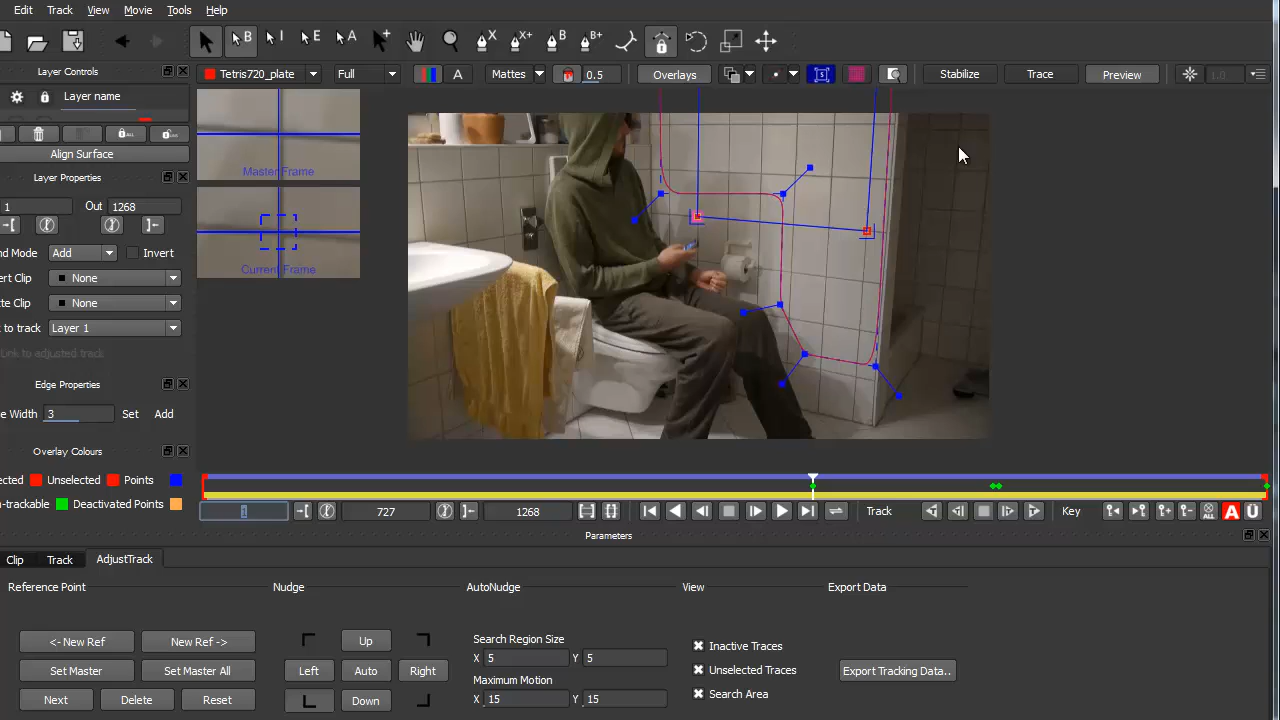 Edit Track View Movie Tools Help
B I E A X X+ B B+
Layer Controls
Tetris720_plate Full A Mattes 0.5 Overlays Stabilize Trace Preview 1.0
Layer name
Align Surface
Master Frame
Current Frame
Layer Properties
1 Out 1268
nd Mode Add Invert
ert Clip None
te Clip None
k to track Layer 1
Link to adjusted track
Edge Properties
e Width 3 Set Add
Overlay Colours
ected Unselected Points
n-trackable Deactivated Points
1 727 1268 Track Key ALL A Ü
Parameters
Clip Track AdjustTrack
Reference Point Nudge AutoNudge View Export Data
<- New Ref New Ref -> Up Search Region Size Inactive Traces
X 5 Y 5
Set Master Set Master All Left Auto Right Maximum Motion Unselected Traces Export Tracking Data..
Next Delete Reset Down X 15 Y 15 Search Area